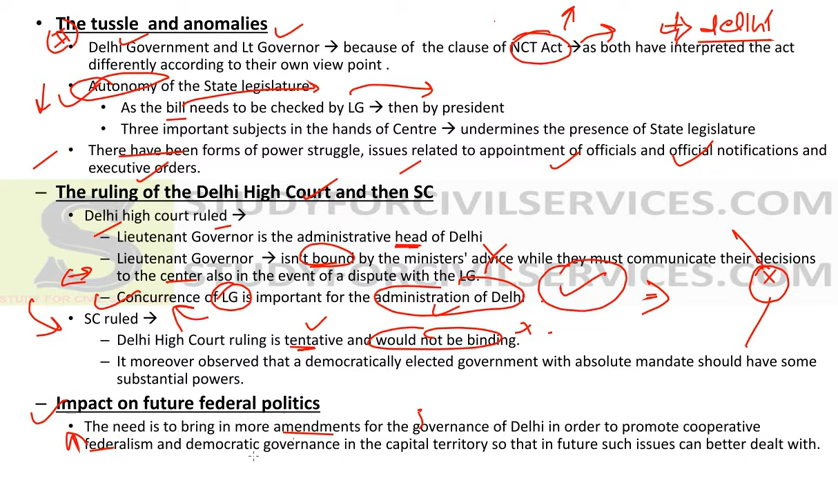 • The tussle and anomalies
delhi
• Delhi Government and Lt Governor → because of the clause of NCT Act → as both have interpreted the act
differently according to their own view point .
• Autonomy of the State legislature
• As the bill needs to be checked by LG → then by president
• Three important subjects in the hands of Centre → undermines the presence of State legislature
• There have been forms of power struggle, issues related to appointment of officials and official notifications and
executive orders.
– The ruling of the Delhi High Court and then SC
STUDYFORCIVILSERVICES.COM
• Delhi high court ruled →
– Lieutenant Governor is the administrative head of Delhi
– Lieutenant Governor → isn't bound by the ministers' advice while they must communicate their decisions
to the center also in the event of a dispute with the LG.
– Concurrence of LG is important for the administration of Delhi
• SC ruled →
– Delhi High Court ruling is tentative and would not be binding.
– It moreover observed that a democratically elected government with absolute mandate should have some
substantial powers.
– Impact on future federal politics
• The need is to bring in more amendments for the governance of Delhi in order to promote cooperative
federalism and democratic governance in the capital territory so that in future such issues can better dealt with.